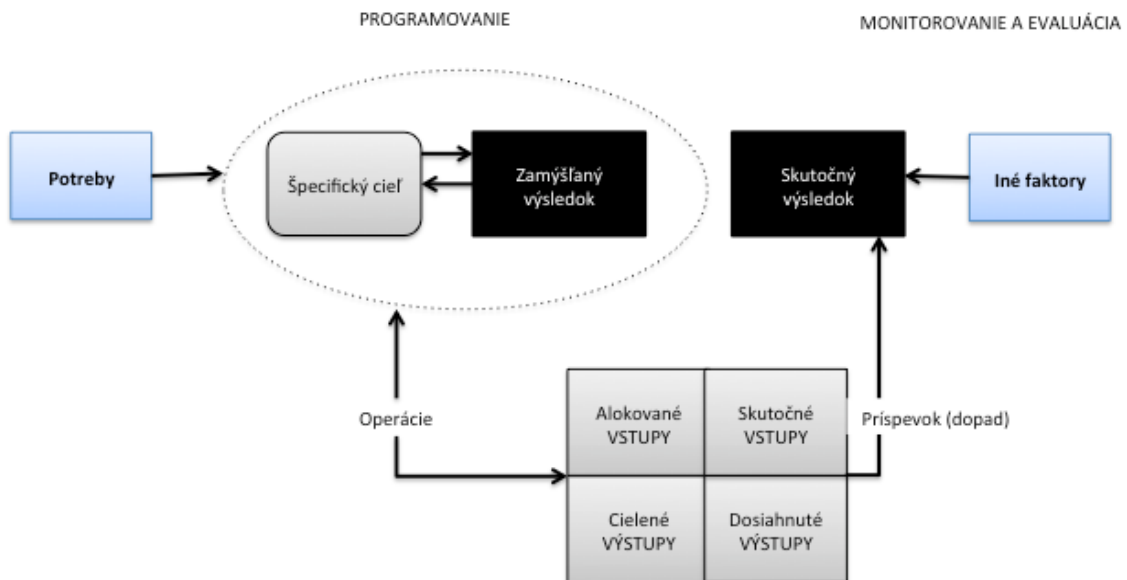 PROGRAMOVANIE
MONITOROVANIE A EVALUÁCIA
Potreby
Špecifický cieľ
Zamýšľaný
výsledok
Skutočný
výsledok
Iné faktory
Operácie
Alokované
VSTUPY
Skutočné
VSTUPY
Príspevok (dopad)
Cielené
VÝSTUPY
Dosiahnuté
VÝSTUPY